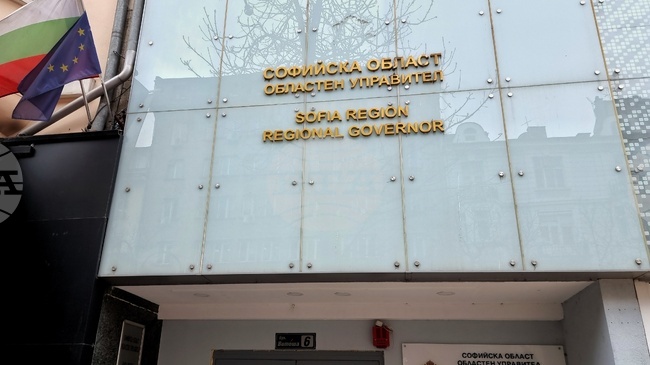 СОФИЙСКА ОБЛАСТ
ОБЛАСТЕН УПРАВИТЕЛ
SOFIA REGION
REGIONAL GOVERNOR
6
СОФИЙСКА ОБЛАСТ
ОБЛАСТЕН УПРАВИТЕЛ